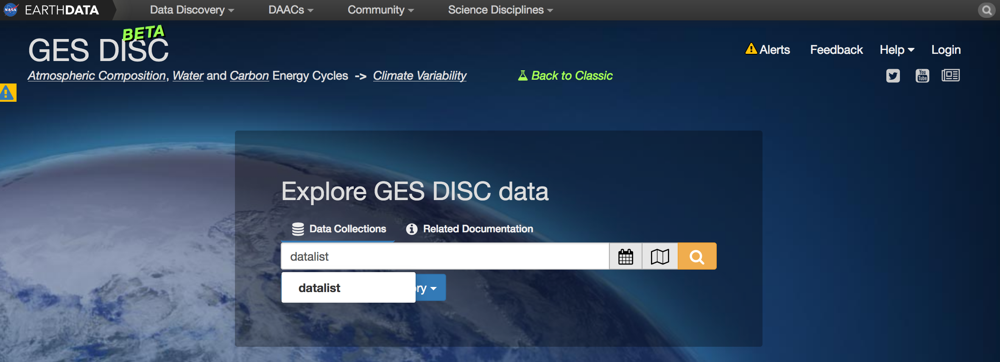 NASA EARTHDATA Data Discovery DAACs Community Science Disciplines
BETA
GES DISC
Alerts Feedback Help Login
Atmospheric Composition, Water and Carbon Energy Cycles -> Climate Variability Back to Classic
You Tube
Explore GES DISC data
Data Collections Related Documentation
datalist
datalist ry